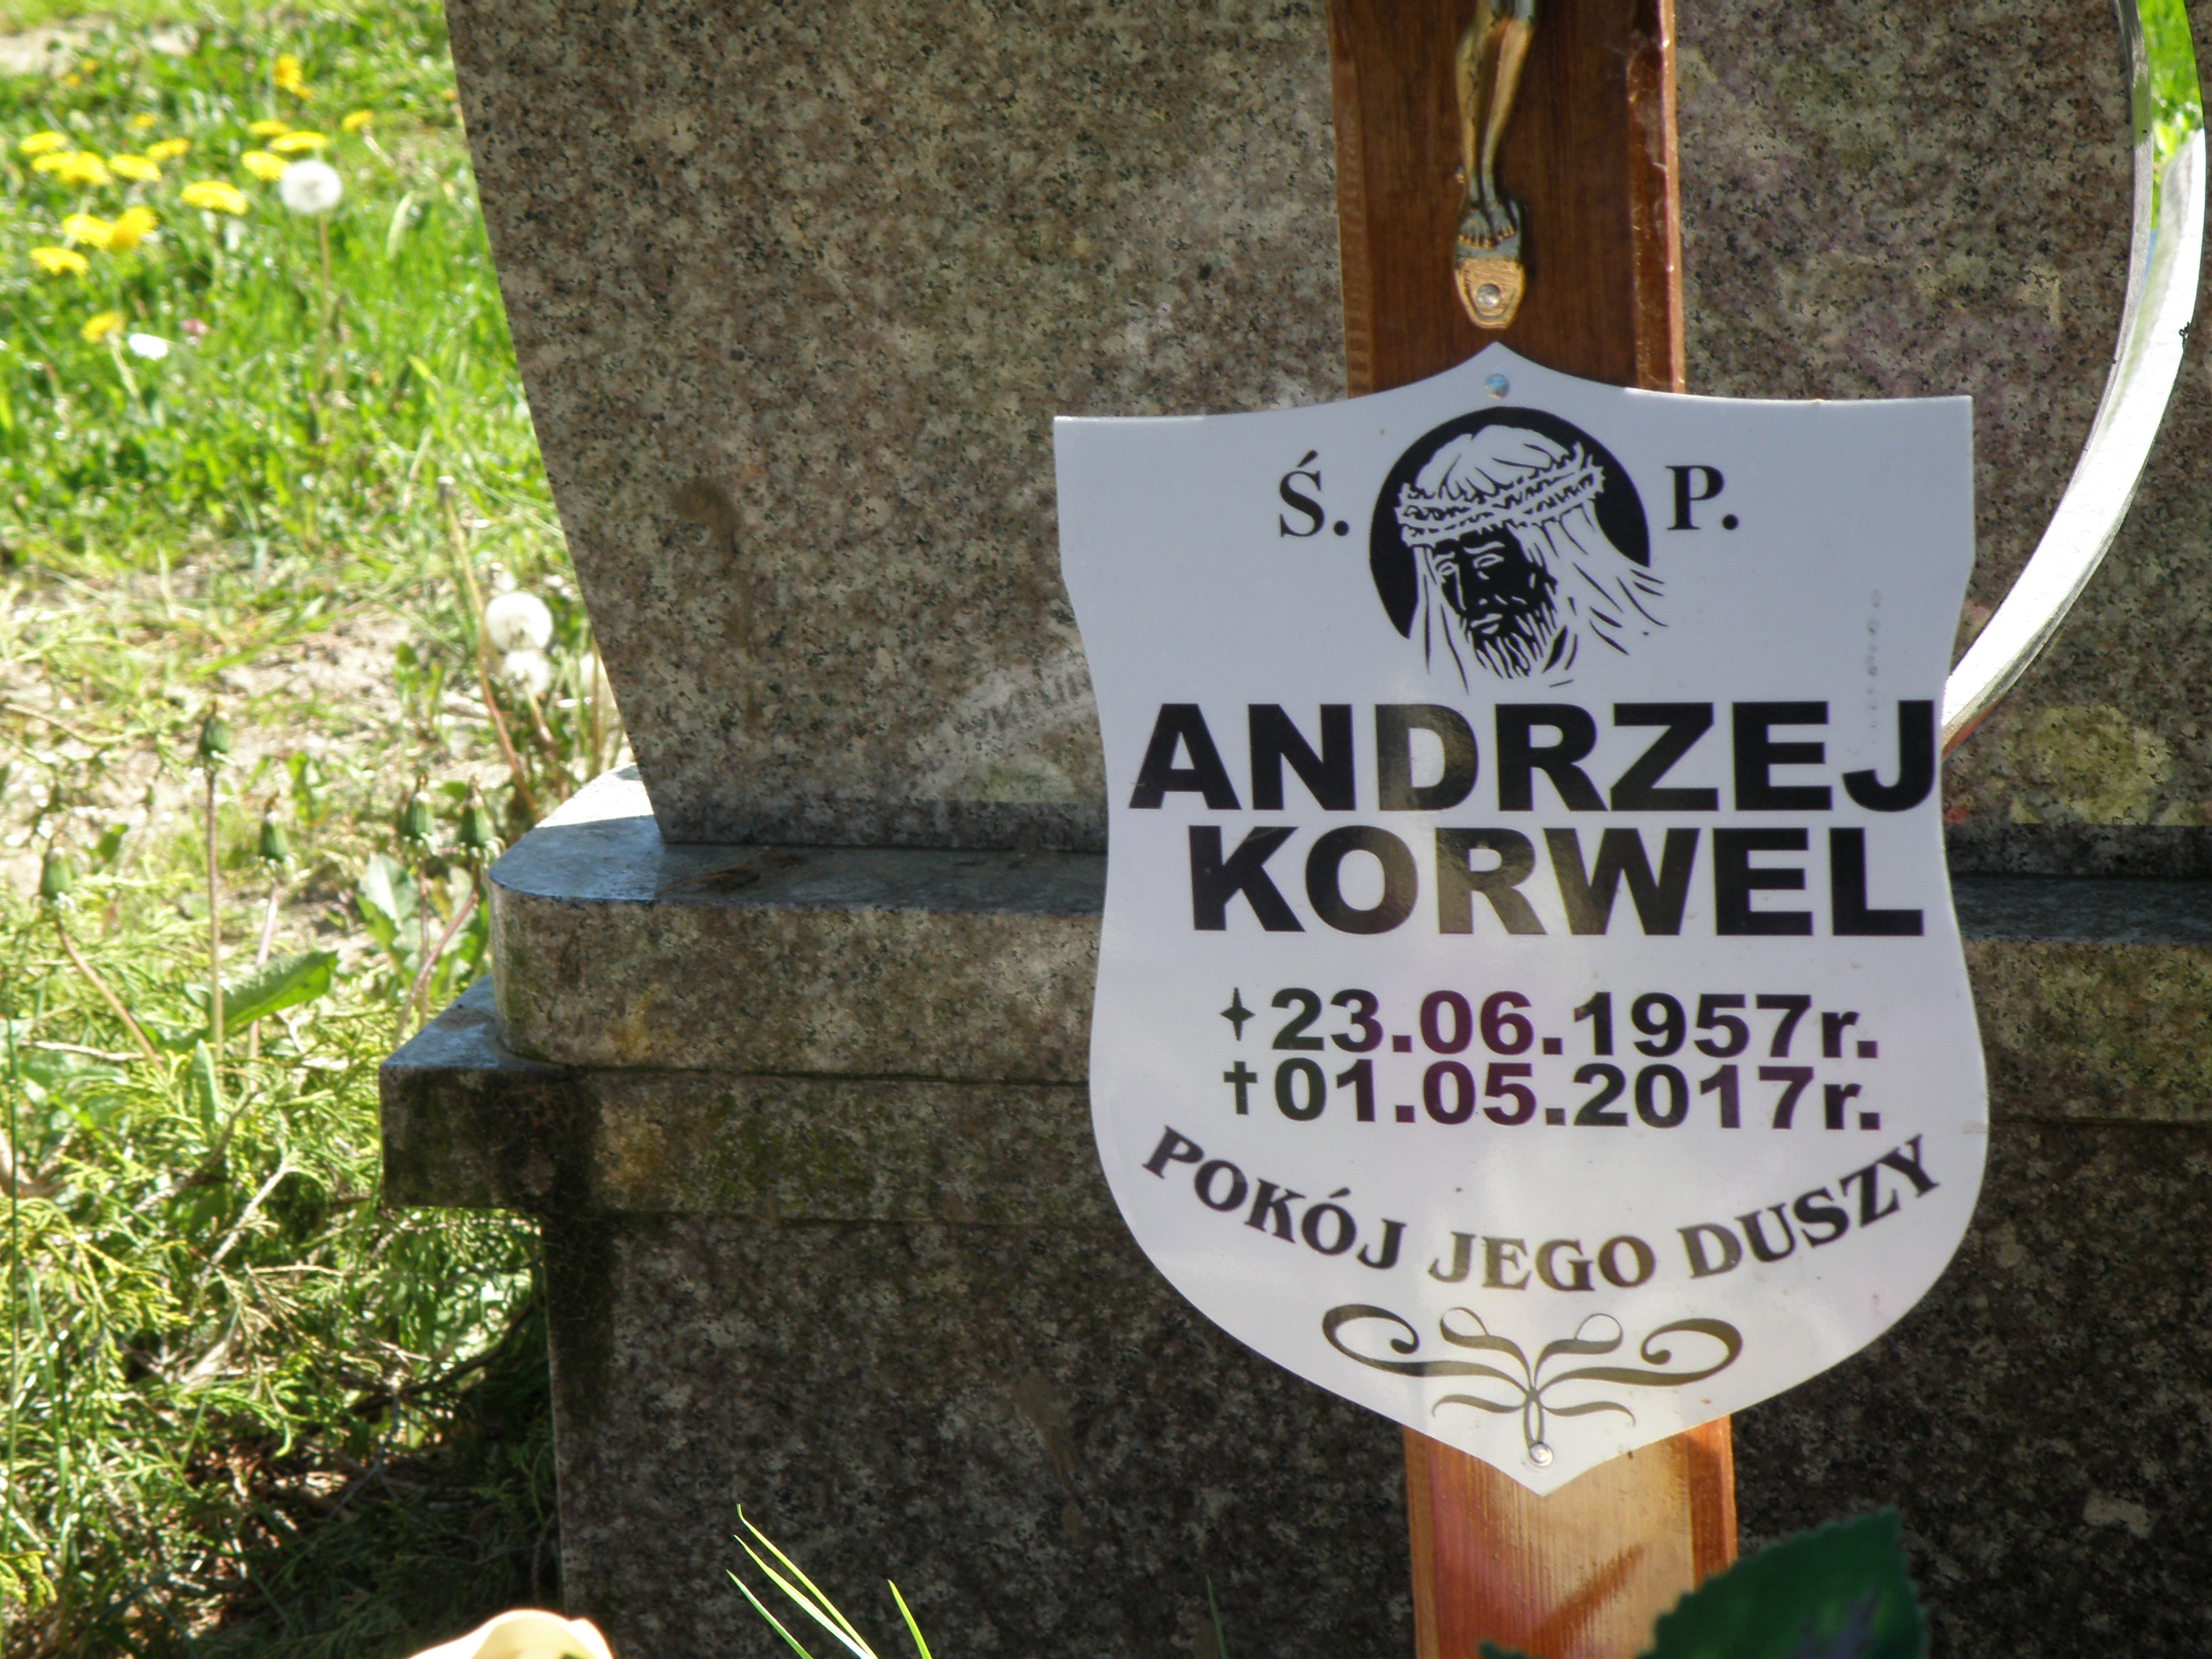 Ś. P.
ANDRZEJ
KORWEL
23.06.1957r.
✝01.05.2017r.
POKÓJ JEGO DUSZY